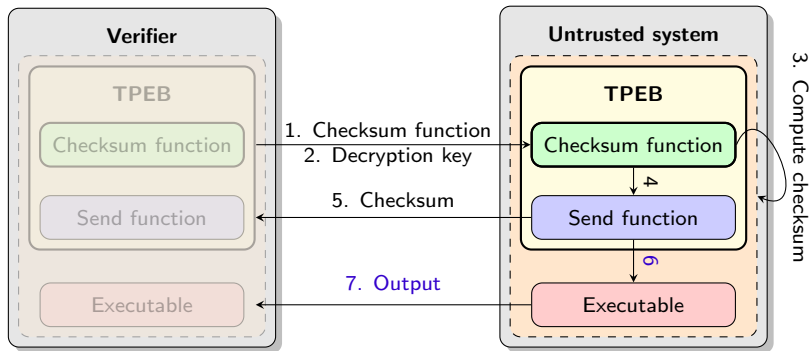 Verifier
TPEB
Checksum function
Send function
Executable
1. Checksum function
2. Decryption key
5. Checksum
7. Output
Untrusted system
TPEB
Checksum function
4
Send function
6
Executable
3. Compute checksum